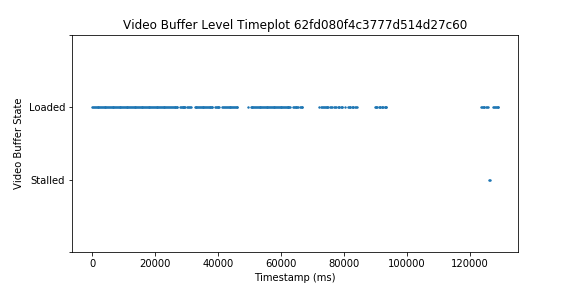 Video Buffer Level Timeplot 62fd080f4c3777d514d27c60
Video Buffer State
Loaded
Stalled
0 20000 40000 60000 80000 100000 120000
Timestamp (ms)